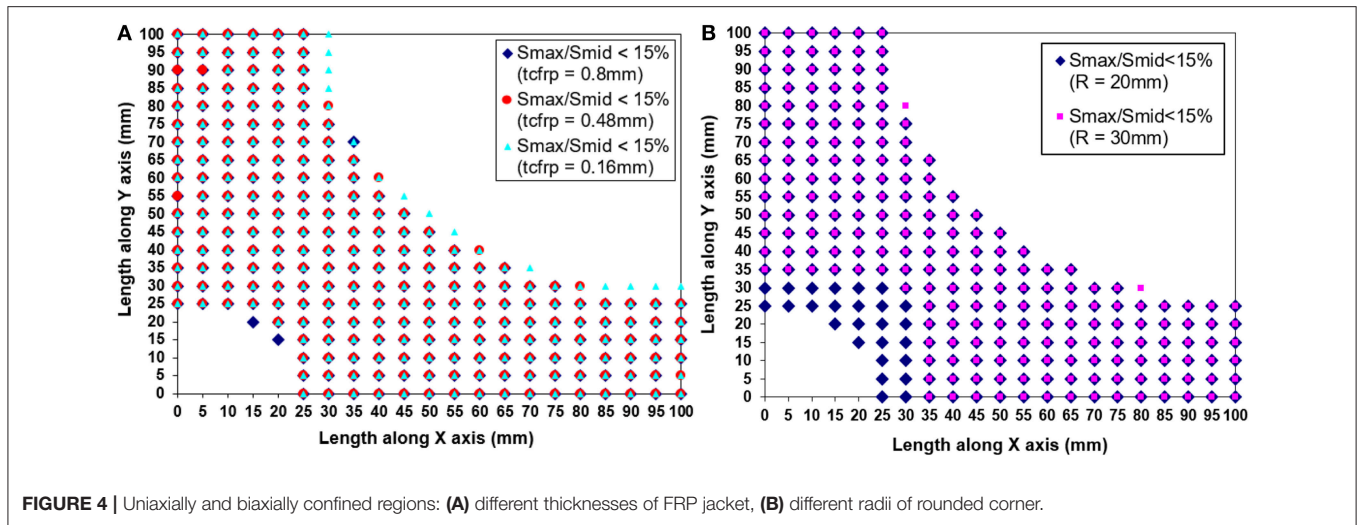 A
Length along Y axis (mm)
100
95
90
85
80
75
70
65
60
55
50
45
40
35
30
25
20
15
10
5
0
Smax/Smid < 15%
(tcfrp = 0.8mm)
Smax/Smid < 15%
(tcfrp = 0.48mm)
Smax/Smid < 15%
(tcfrp = 0.16mm)
0 5 10 15 20 25 30 35 40 45 50 55 60 65 70 75 80 85 90 95 100
Length along X axis (mm)
B
Length along Y axis (mm)
100
95
90
85
80
75
70
65
60
55
50
45
40
35
30
25
20
15
10
5
0
Smax/Smid<15%
(R = 20mm)
Smax/Smid<15%
(R = 30mm)
0 5 10 15 20 25 30 35 40 45 50 55 60 65 70 75 80 85 90 95 100
Length along X axis (mm)
FIGURE 4 | Uniaxially and biaxially confined regions: (A) different thicknesses of FRP jacket, (B) different radii of rounded corner.